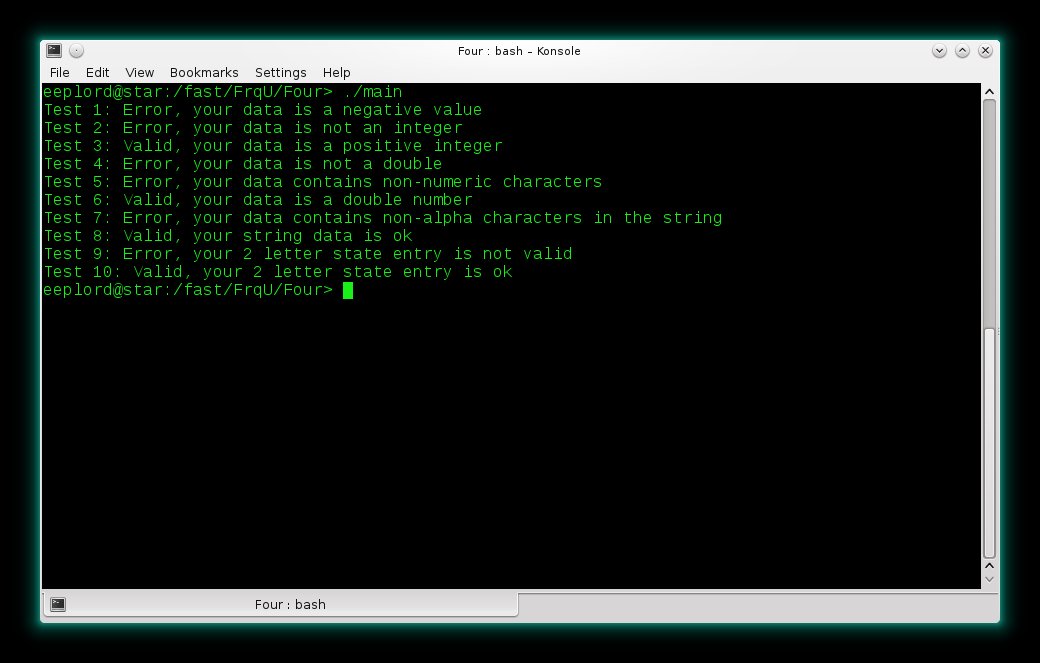 Four : bash – Konsole
File Edit View Bookmarks Settings Help
eeplord@star:/fast/FrqU/Four> ./main
Test 1: Error, your data is a negative value
Test 2: Error, your data is not an integer
Test 3: Valid, your data is a positive integer
Test 4: Error, your data is not a double
Test 5: Error, your data contains non-numeric characters
Test 6: Valid, your data is a double number
Test 7: Error, your data contains non-alpha characters in the string
Test 8: Valid, your string data is ok
Test 9: Error, your 2 letter state entry is not valid
Test 10: Valid, your 2 letter state entry is ok
eeplord@star:/fast/FrqU/Four>
Four : bash